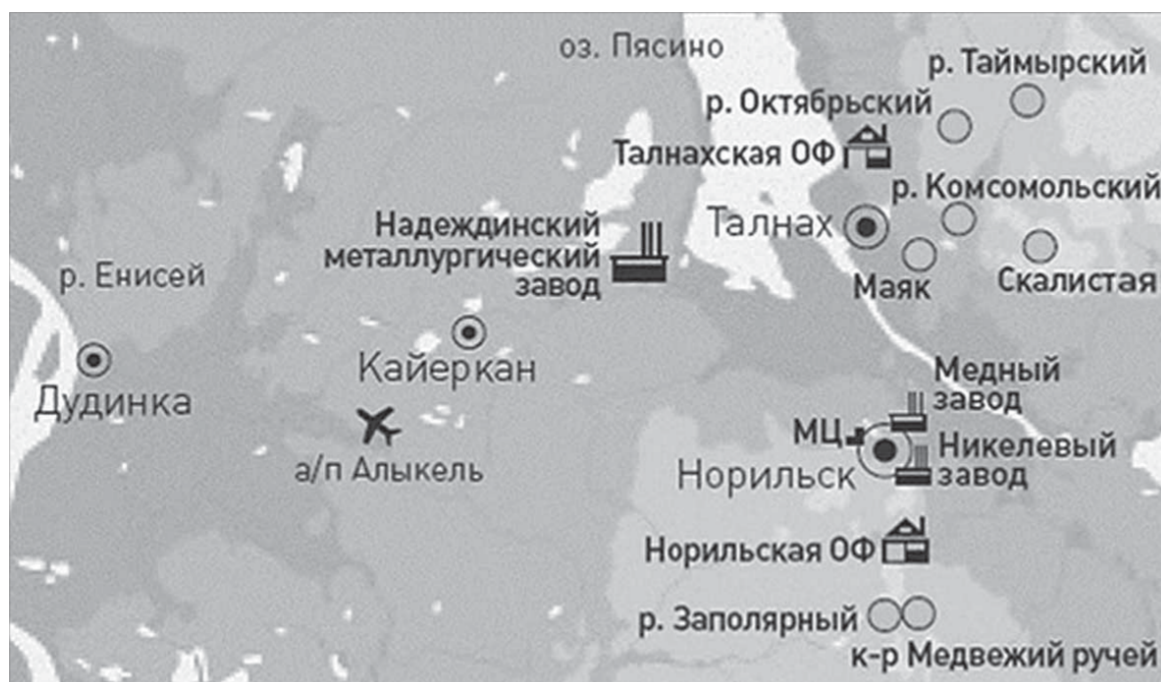 оз. Пясино
р. Таймырский
р. Октябрьский
Талнахская ОФ
р. Комсомольский
Талнах
Надеждинский
металлургический
завод
р. Енисей
Маяк
Скалистая
Кайеркан
Дудинка
Медный
завод
МЦ
Никелевый
завод
а/п Алыкель
Норильск
Норильская ОФ
р. Заполярный
к-р Медвежий ручей